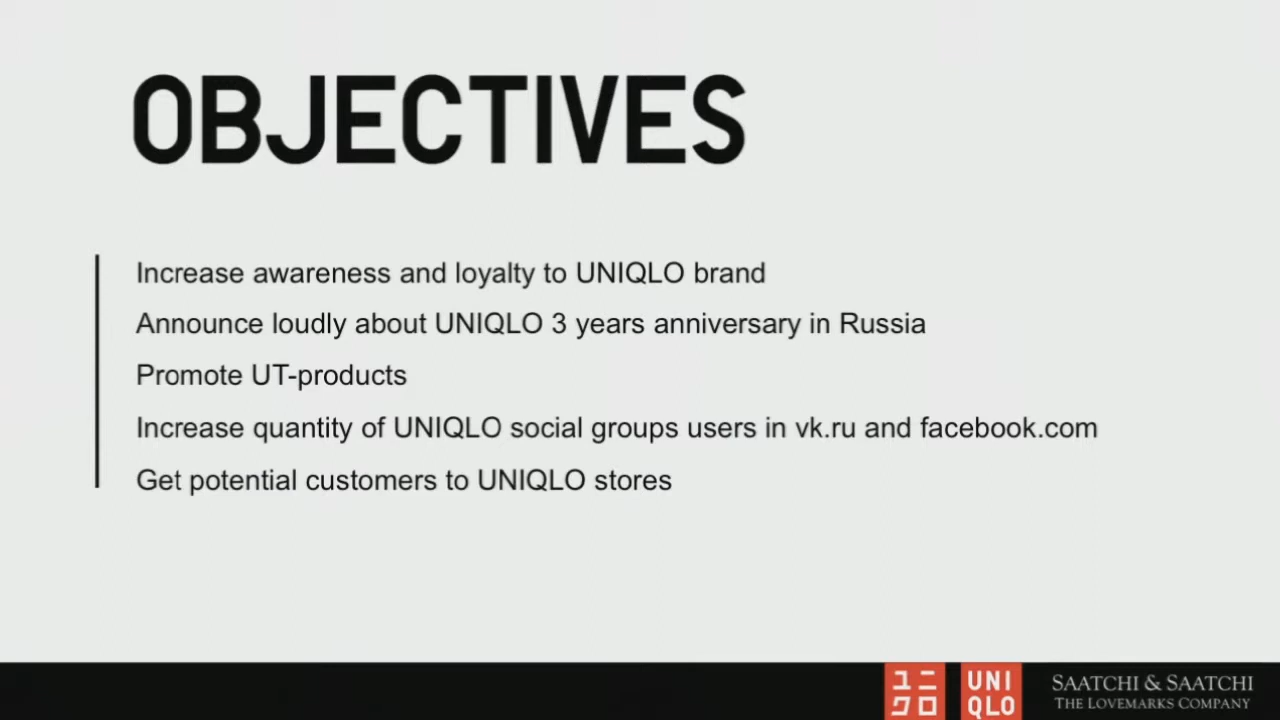 OBJECTIVES
Increase awareness and loyalty to UNIQLO brand
Announce loudly about UNIQLO 3 years anniversary in Russia
Promote UT-products
Increase quantity of UNIQLO social groups users in vk.ru and facebook.com
Get potential customers to UNIQLO stores
ユニ
クロ
UNI
QLO
SAATCHI & SAATCHI
THE LOVEMARKS COMPANY